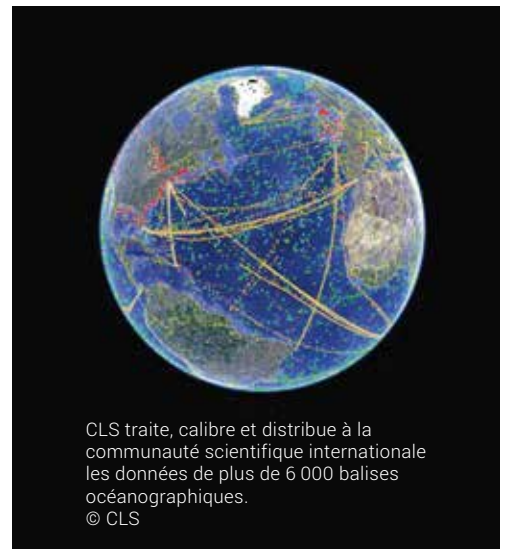 CLS traite, calibre et distribue à la
communauté scientifique internationale
les données de plus de 6 000 balises
océanographiques.
© CLS